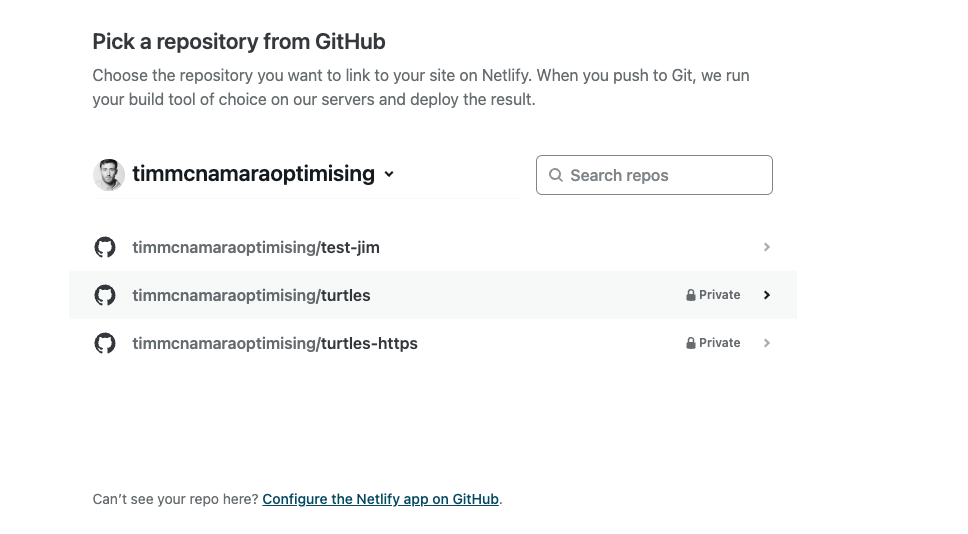 Pick a repository from GitHub
Choose the repository you want to link to your site on Netlify. When you push to Git, we run
your build tool of choice on our servers and deploy the result.
timmcnamaraoptimising
Search repos
timmcnamaraoptimising/test-jim
timmcnamaraoptimising/turtles
Private
timmcnamaraoptimising/turtles-https
Private
Can't see your repo here? Configure the Netlify app on GitHub.